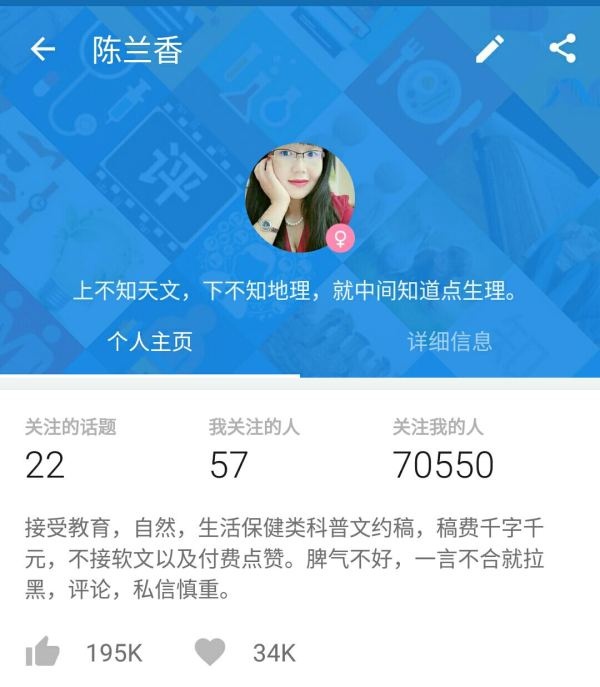 陈兰香
评
上不知天文，下不知地理，就中间知道点生理。
个人主页 详细信息
关注的话题 我关注的人 关注我的人
22 57 70550
接受教育，自然，生活保健类科普文约稿，稿费千字千
元，不接软文以及付费点赞。脾气不好，一言不合就拉
黑，评论，私信慎重。
195K 34K